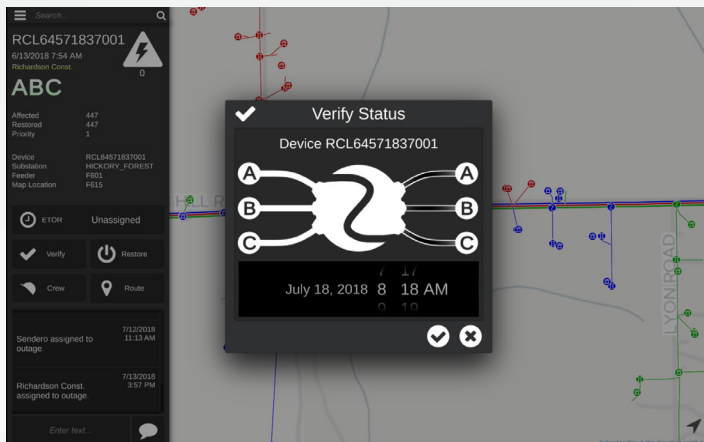 Search...
RCL64571837001
6/13/2018 7:54 AM
Richardson Const.
0
ABC
Affected 447
Restored 447
Priority 1
Device RCL64571837001
Substation HICKORY_FOREST
Feeder F601
Map Location F615
ETOR Unassigned
Verify Restore
Crew Route
7/12/2018
Sendero assigned to 11:13 AM
outage.
7/13/2018
Richardson Const. 3:57 PM
assigned to outage.
Enter text...
Verify Status
Device RCL64571837001
A A
B B
C C
7 17
July 18, 2018 8 18 AM
9 19
HILL R
LYON ROAD